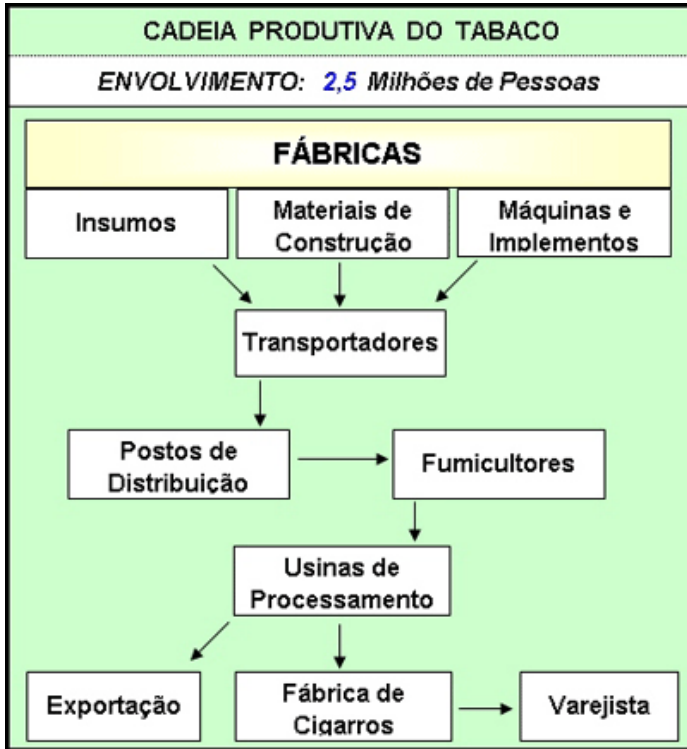 CADEIA PRODUTIVA DO TABACO
ENVOLVIMENTO: 2,5 Milhões de Pessoas
FÁBRICAS
Insumos
Materiais de
Construção
Máquinas e
Implementos
Transportadores
Postos de
Distribuição
Fumicultores
Usinas de
Processamento
Exportação
Fábrica de
Cigarros
Varejista